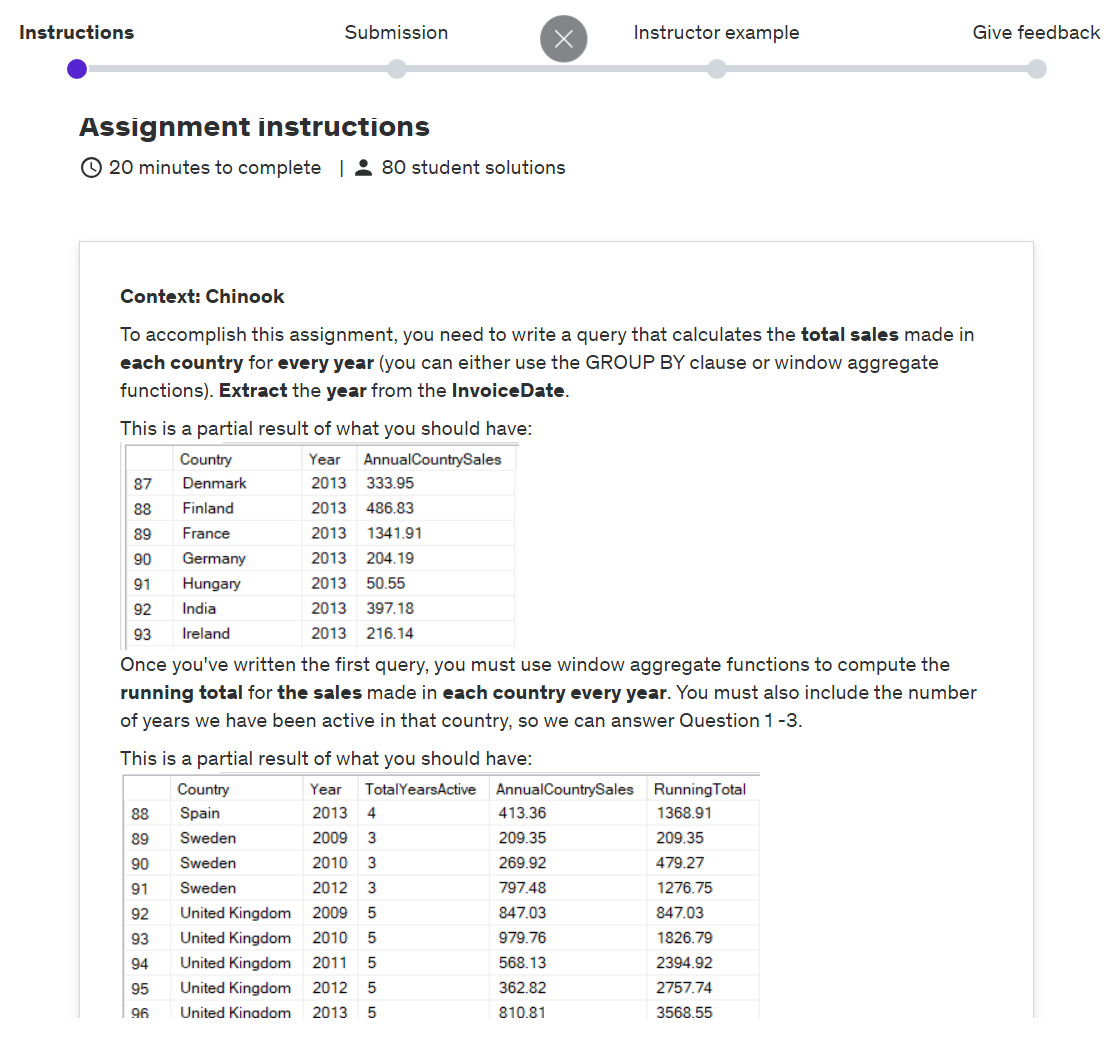 Instructions
Submission
Instructor example
Give feedback
Assignment instructions
20 minutes to complete | 80 student solutions
Context: Chinook
To accomplish this assignment, you need to write a query that calculates the total sales made in
each country for every year (you can either use the GROUP BY clause or window aggregate
functions). Extract the year from the InvoiceDate.
This is a partial result of what you should have:
Country Year AnnualCountrySales
87 Denmark 2013 333.95
88 Finland 2013 486.83
89 France 2013 1341.91
90 Germany 2013 204.19
91 Hungary 2013 50.55
92 India 2013 397.18
93 Ireland 2013 216.14
Once you've written the first query, you must use window aggregate functions to compute the
running total for the sales made in each country every year. You must also include the number
of years we have been active in that country, so we can answer Question 1 -3.
This is a partial result of what you should have:
Country Year TotalYearsActive AnnualCountrySales RunningTotal
88 Spain 2013 4 413.36 1368.91
89 Sweden 2009 3 209.35 209.35
90 Sweden 2010 3 269.92 479.27
91 Sweden 2012 3 797.48 1276.75
92 United Kingdom 2009 5 847.03 847.03
93 United Kingdom 2010 5 979.76 1826.79
94 United Kingdom 2011 5 568.13 2394.92
95 United Kingdom 2012 5 362.82 2757.74
96 United Kingdom 2013 5 810.81 3568.55